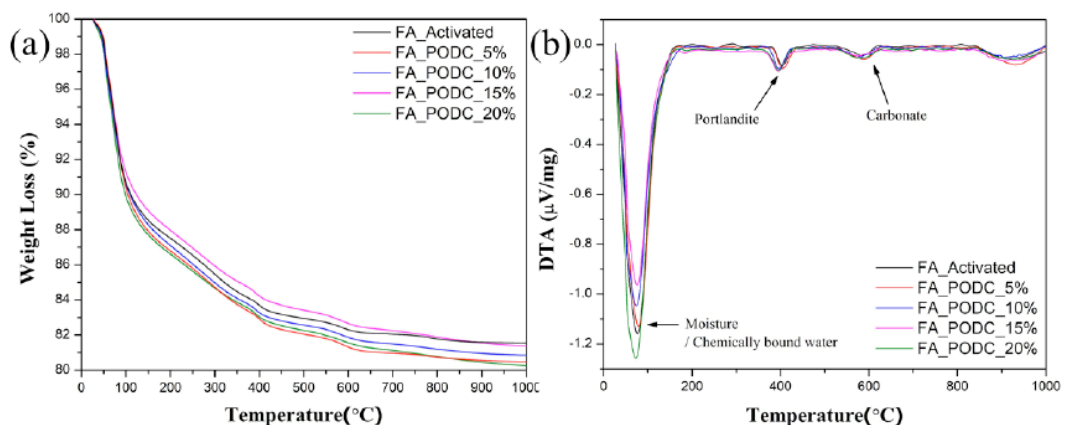 (a)
Weight Loss (%)
100
98
96
94
92
90
88
86
84
82
80
FA_Activated
FA_PODC_5%
FA_PODC_10%
FA_PODC_15%
FA_PODC_20%
0 100 200 300 400 500 600 700 800 900 1000
Temperature(°C)
(b)
DTA (μV/mg)
0.0
-0.2
-0.4
-0.6
-0.8
-1.0
-1.2
Portlandite
Carbonate
Moisture
/ Chemically bound water
FA_Activated
FA_PODC_5%
FA_PODC_10%
FA_PODC_15%
FA_PODC_20%
0 200 400 600 800 1000
Temperature(°C)